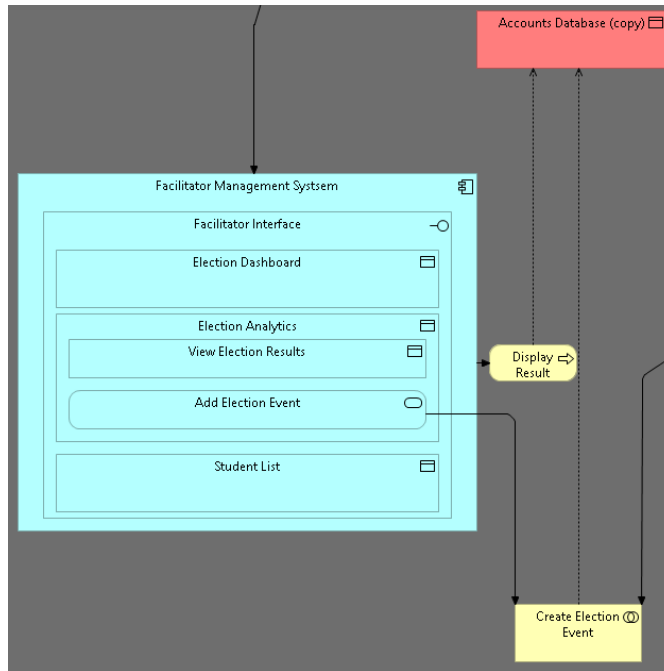 Accounts Database (copy)
Facilitator Management Systsem
Facilitator Interface
Election Dashboard
Election Analytics
View Election Results
Display
Result
Add Election Event
Student List
Create Election
Event